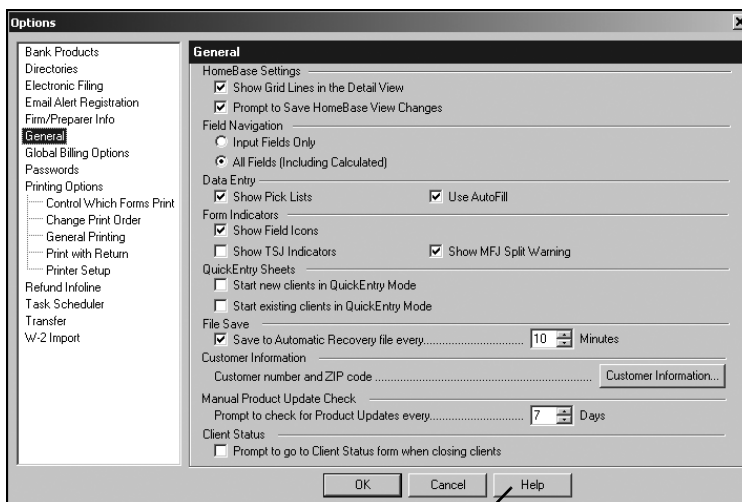 Options
Bank Products
Directories
Electronic Filing
Email Alert Registration
Firm/Preparer Info
General
Global Billing Options
Passwords
Printing Options
Control Which Forms Print
Change Print Order
General Printing
Print with Return
Printer Setup
Refund Infoline
Task Scheduler
Transfer
W-2 Import
General
HomeBase Settings
Show Grid Lines in the Detail View
Prompt to Save HomeBase View Changes
Field Navigation
Input Fields Only
All Fields (Including Calculated)
Data Entry
Show Pick Lists Use AutoFill
Form Indicators
Show Field Icons
Show TSJ Indicators Show MFJ Split Warning
QuickEntry Sheets
Start new clients in QuickEntry Mode
Start existing clients in QuickEntry Mode
File Save
Save to Automatic Recovery file every 10 Minutes
Customer Information
Customer number and ZIP code Customer Information...
Manual Product Update Check
Prompt to check for Product Updates every 7 Days
Client Status
Prompt to go to Client Status form when closing clients
OK Cancel Help